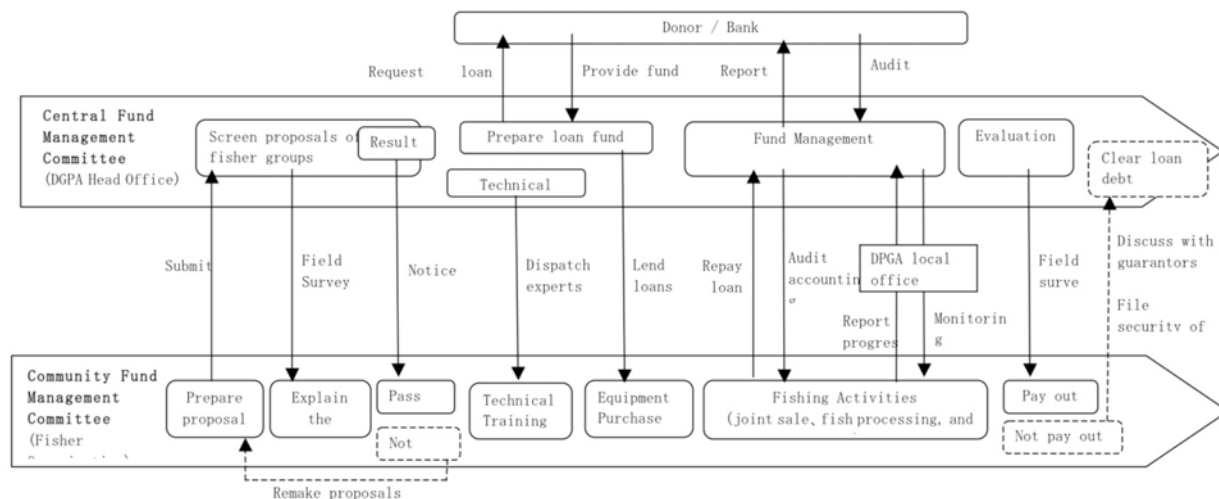 Donor / Bank
Request loan
Provide fund
Report
Audit
Central Fund
Management
Committee
(DGPA Head Office)
Screen proposals of
fisher groups
Result
Prepare loan fund
Technical
Fund Management
Evaluation
Clear loan
debt
Submit
Field
Survey
Notice
Dispatch
experts
Lend
loans
Repay
loan
Audit
accountin
DPGA local
office
Report
progres
Monitorin
g
Field
surve
Discuss with
guarantors
File
security of
Community Fund
Management
Committee
(Fisher
Prepare
proposal
Explain
the
Pass
Not
Technical
Training
Equipment
Purchase
Fishing Activities
(joint sale、fish processing, and
Pay out
Not pay out
Remake proposals